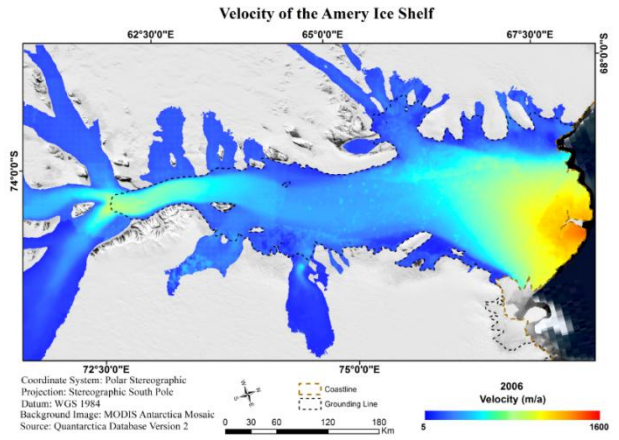 Velocity of the Amery Ice Shelf
62°30'0"E 65°0'0"E 67°30'0"E
68°0'0"S
74°0'0"S
72°30'0"E 75°0'0"E
Coordinate System: Polar Stereographic
Projection: Stereographic South Pole
Datum: WGS 1984
Background Image: MODIS Antarctica Mosaic
Source: Quantarctica Database Version 2
Coastline
Grounding Line
0 30 60 120 180
Km
2006
Velocity (m/a)
5 1600